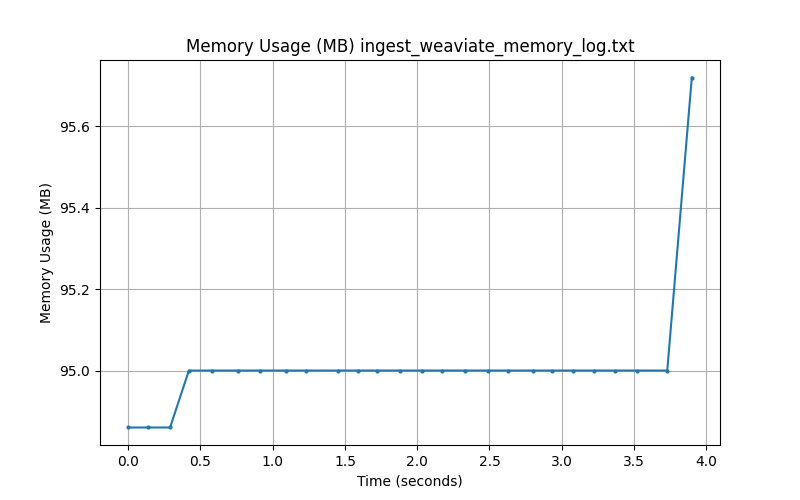 Memory Usage (MB) ingest_weaviate_memory_log.txt
Memory Usage (MB)
95.6
95.4
95.2
95.0
0.0 0.5 1.0 1.5 2.0 2.5 3.0 3.5 4.0
Time (seconds)